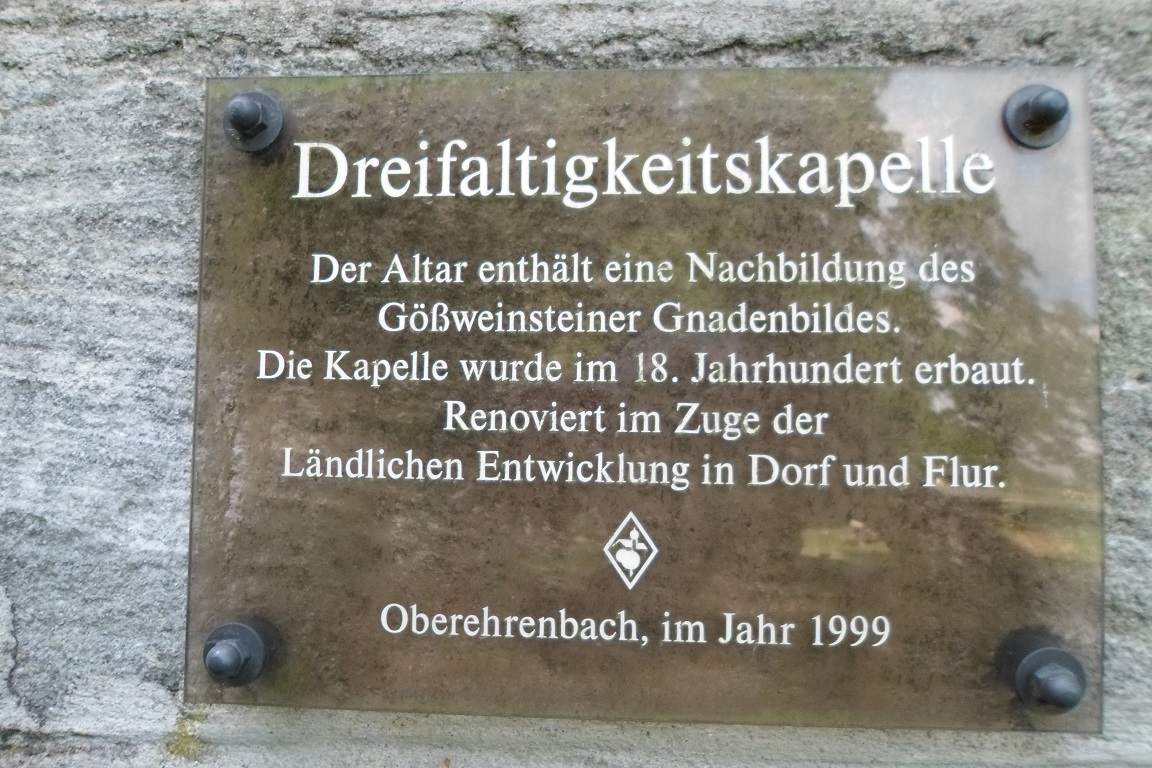 Dreifaltigkeitskapelle
Der Altar enthält eine Nachbildung des
Gößweinsteiner Gnadenbildes.
Die Kapelle wurde im 18. Jahrhundert erbaut.
Renoviert im Zuge der
Ländlichen Entwicklung in Dorf und Flur.
Oberehrenbach, im Jahr 1999